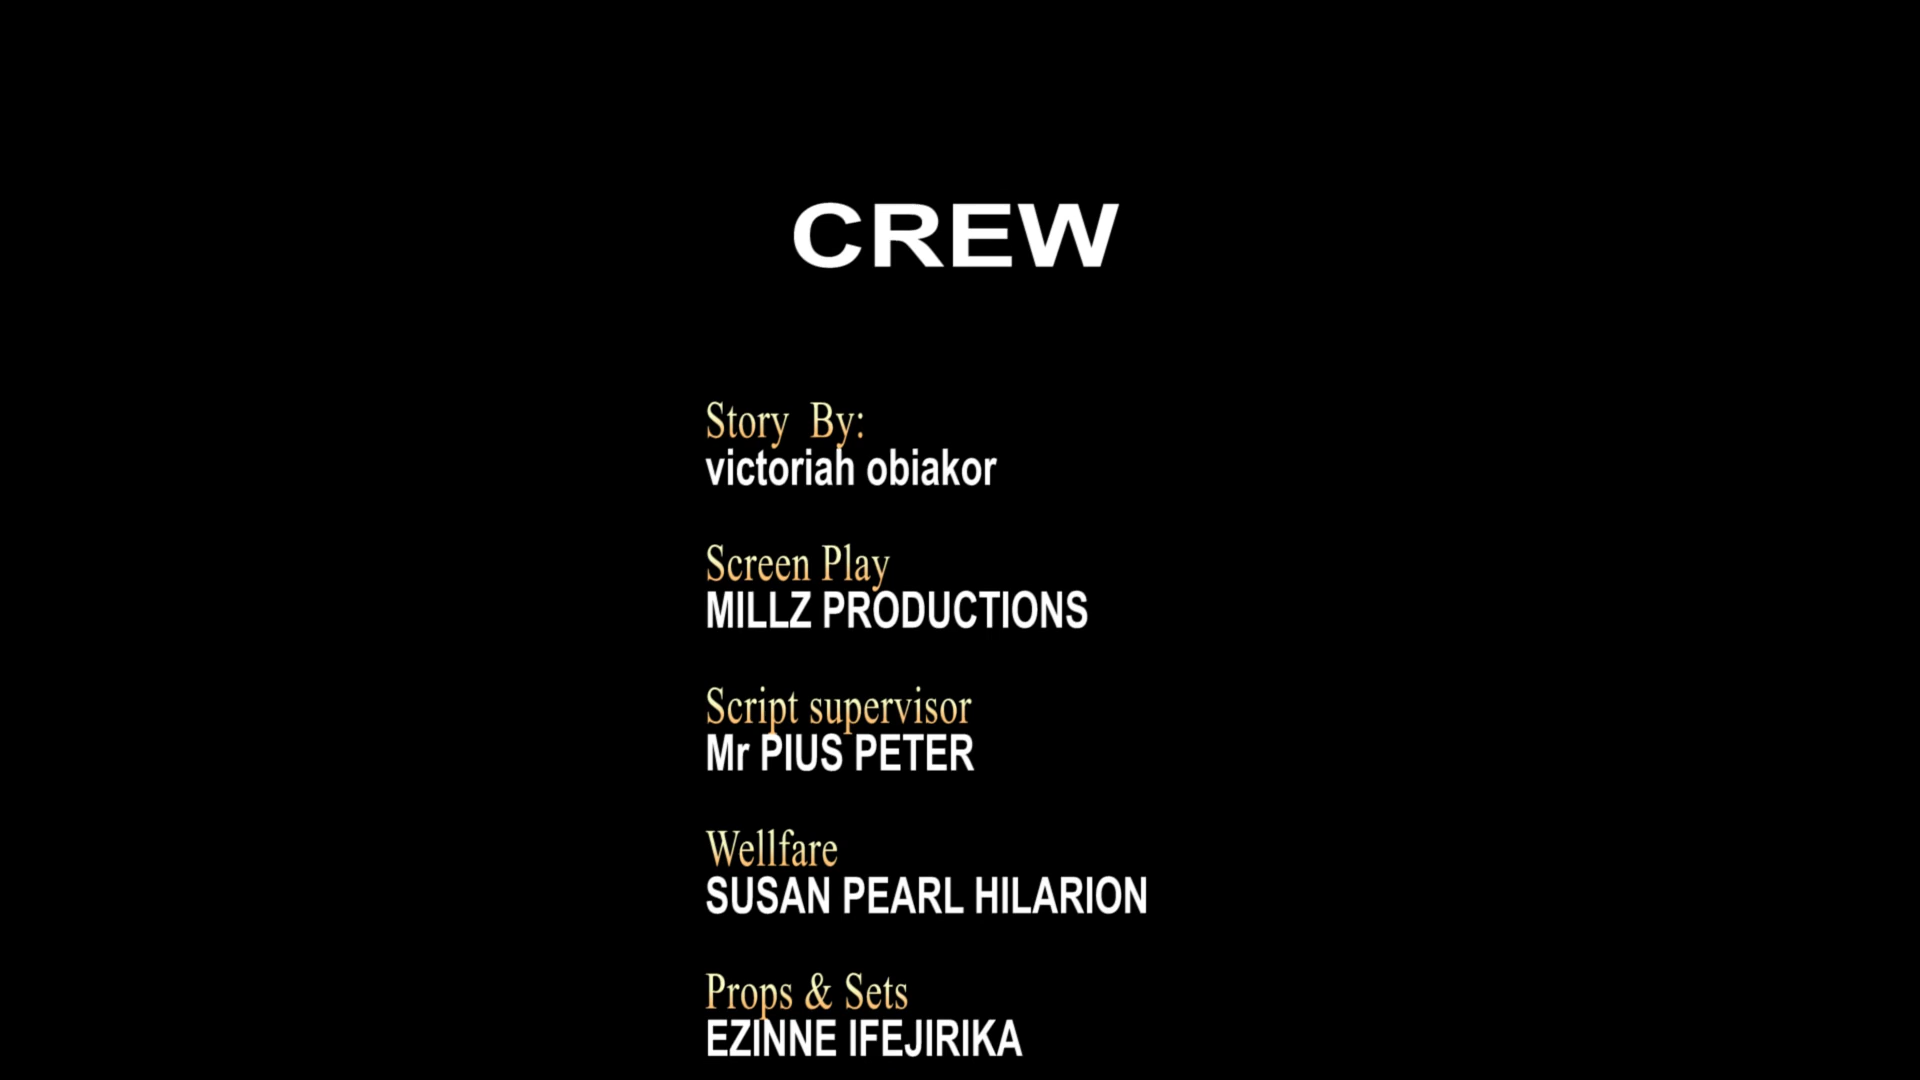 CREW
Story  By:
victoriah obiakor
Screen Play
MILLZ PRODUCTIONS
Script supervisor
Mr PIUS PETER
Wellfare
SUSAN PEARL HILARION
Props & Sets
EZINNE IFEJIRIKA